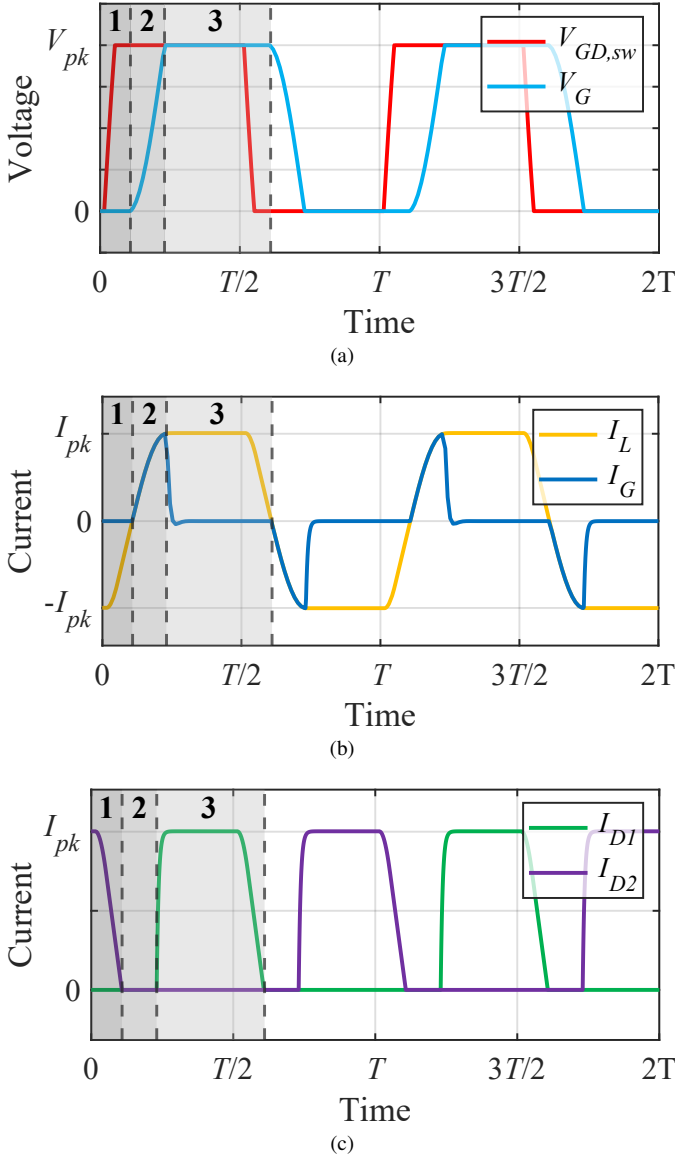 1 2 3
V_pk
0
Voltage
V_GD,sw
V_G
0 T/2 T 3T/2 2T
Time
(a)
1 2 3
I_pk
0
-I_pk
Current
I_L
I_G
0 T/2 T 3T/2 2T
Time
(b)
1 2 3
I_pk
0
Current
I_D1
I_D2
0 T/2 T 3T/2 2T
Time
(c)